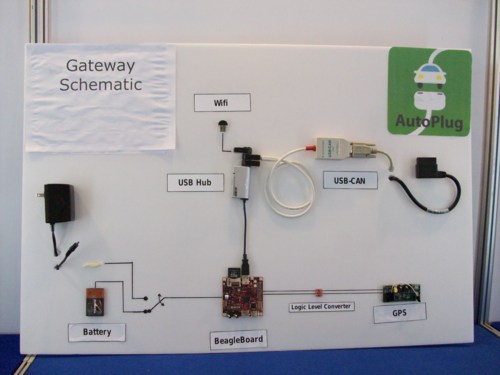 Gateway
Schematic
Wifi
AutoPlug
USB Hub
USB-CAN
Logic Level Converter
Battery
BeagleBoard
GPS